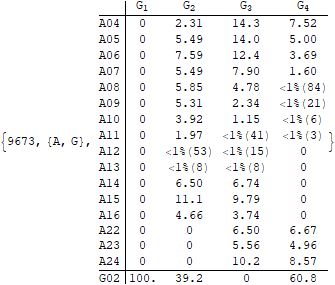 G1 G2 G3 G4
A04 0 2.31 14.3 7.52
A05 0 5.49 14.0 5.00
A06 0 7.59 12.4 3.69
A07 0 5.49 7.90 1.60
A08 0 5.85 4.78 <1%(84)
A09 0 5.31 2.34 <1%(21)
A10 0 3.92 1.15 <1%(6)
A11 0 1.97 <1%(41) <1%(3)
{9673, {A, G}, A12 0 <1%(53) <1%(15) 0 }
A13 0 <1%(8) <1%(8) 0
A14 0 6.50 6.74 0
A15 0 11.1 9.79 0
A16 0 4.66 3.74 0
A22 0 0 6.50 6.67
A23 0 0 5.56 4.96
A24 0 0 10.2 8.57
G02 100. 39.2 0 60.8